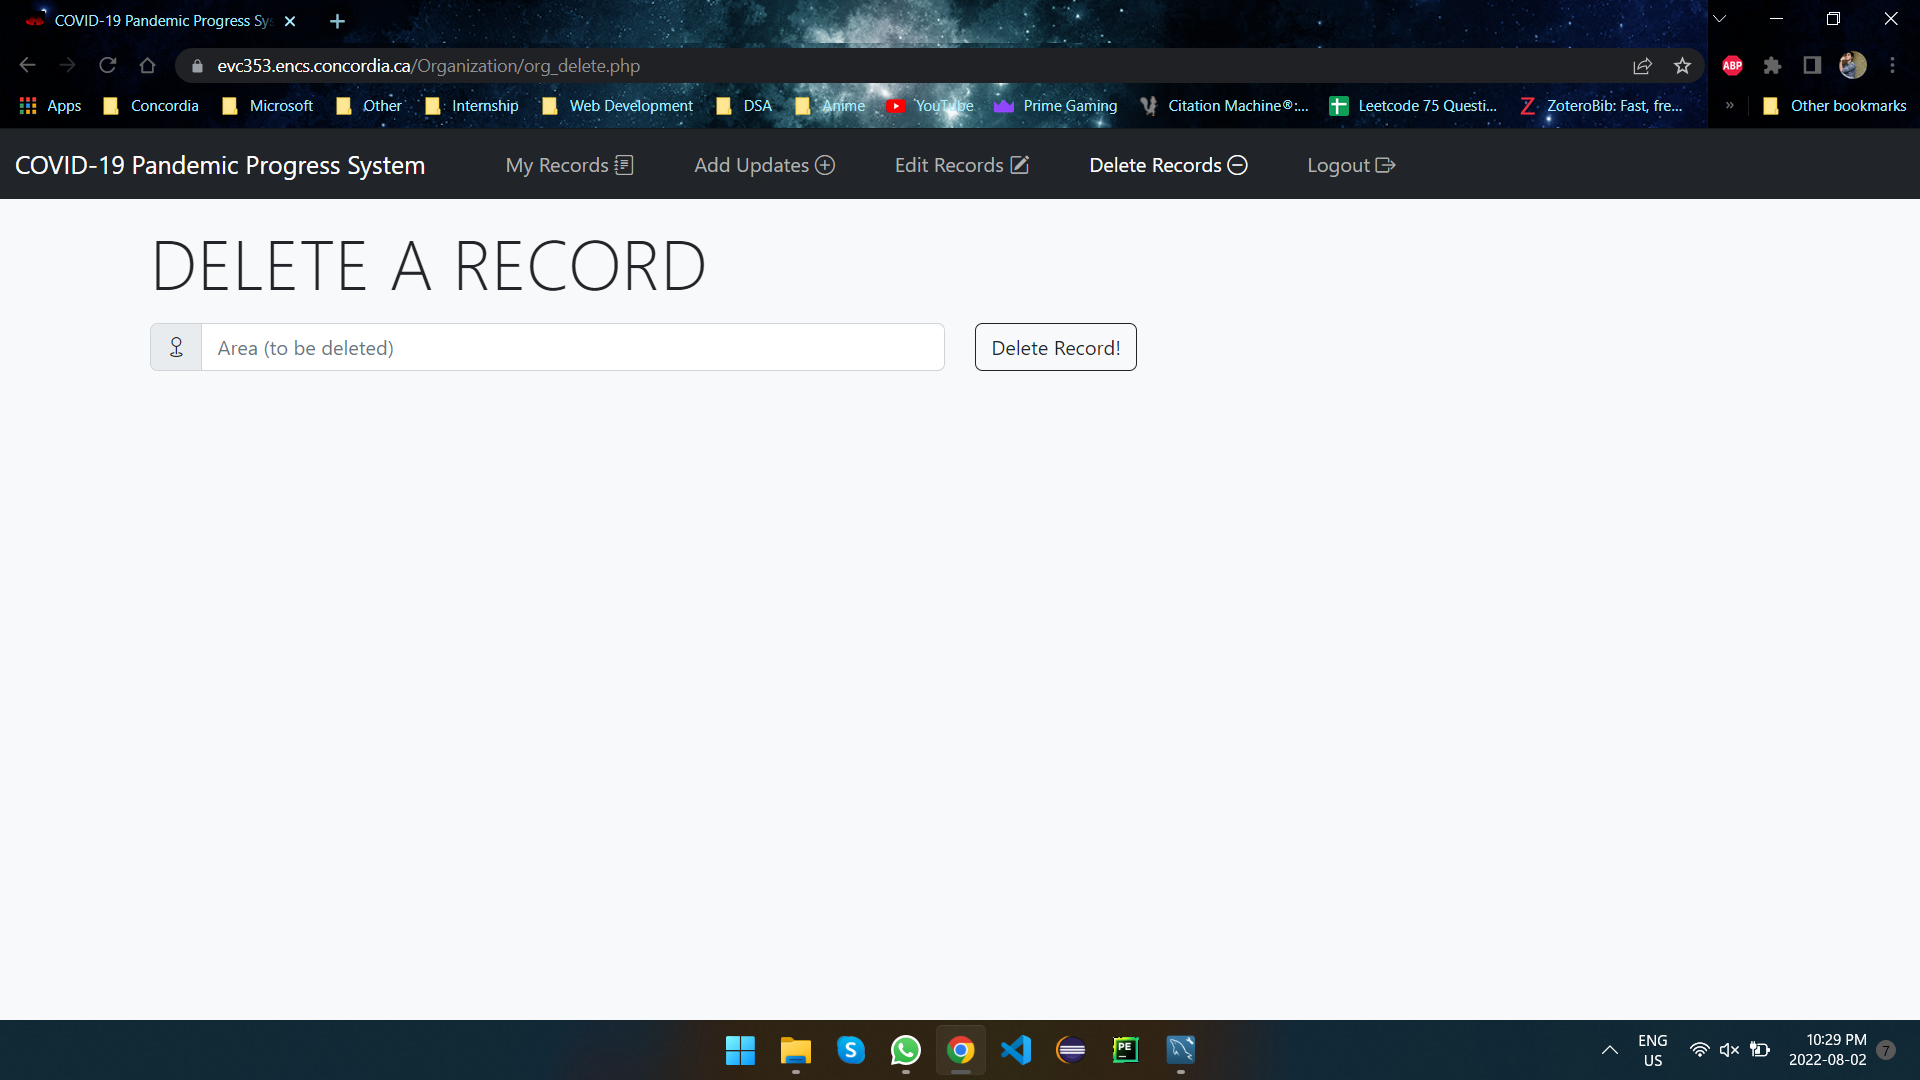 COVID-19 Pandemic Progress Sys
evc353.encs.concordia.ca/Organization/org_delete.php
ABP
Apps Concordia Microsoft Other Internship Web Development DSA Anime YouTube Prime Gaming Citation Machine®:... Leetcode 75 Questi... ZoteroBib: Fast, fre... » Other bookmarks
COVID-19 Pandemic Progress System My Records Add Updates Edit Records Delete Records Logout
DELETE A RECORD
Area (to be deleted) Delete Record!
ENG
US
10:29 PM
2022-08-02
7
S
PE